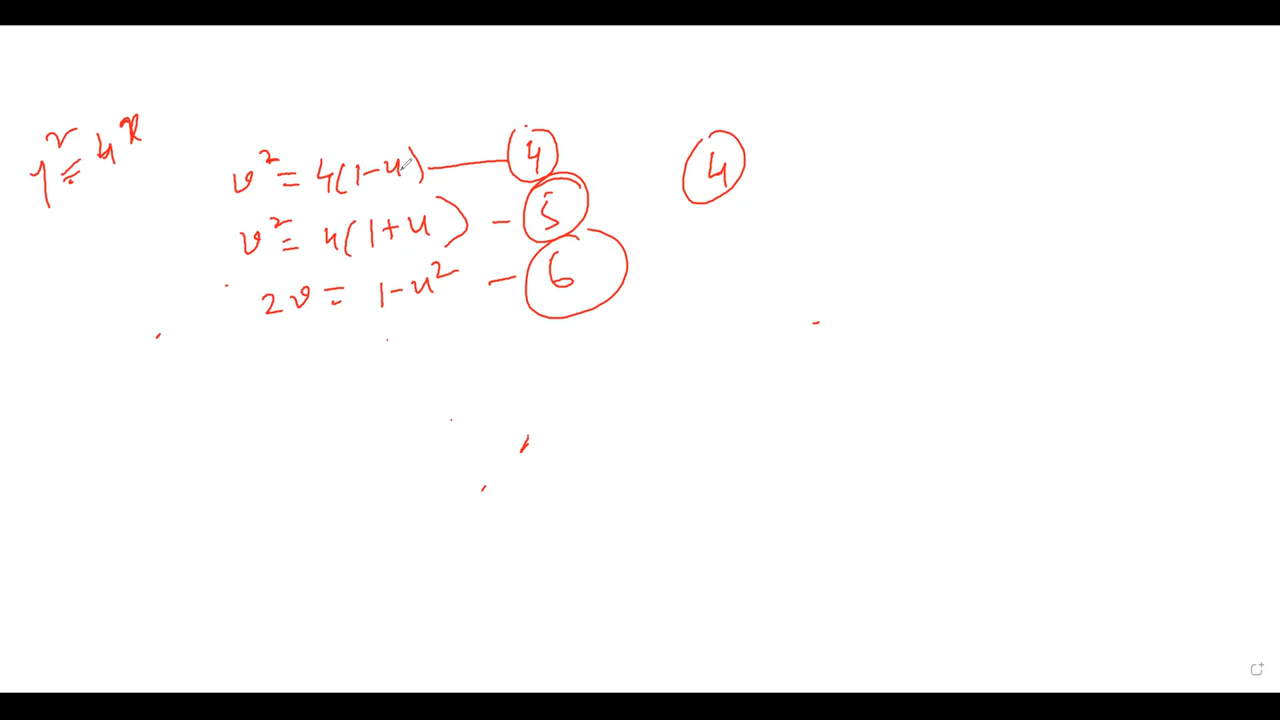 y² = 4x
v² = 4(1-u) — 4
v² = 4(1+u) - 5
2v = 1-u² - 6
4